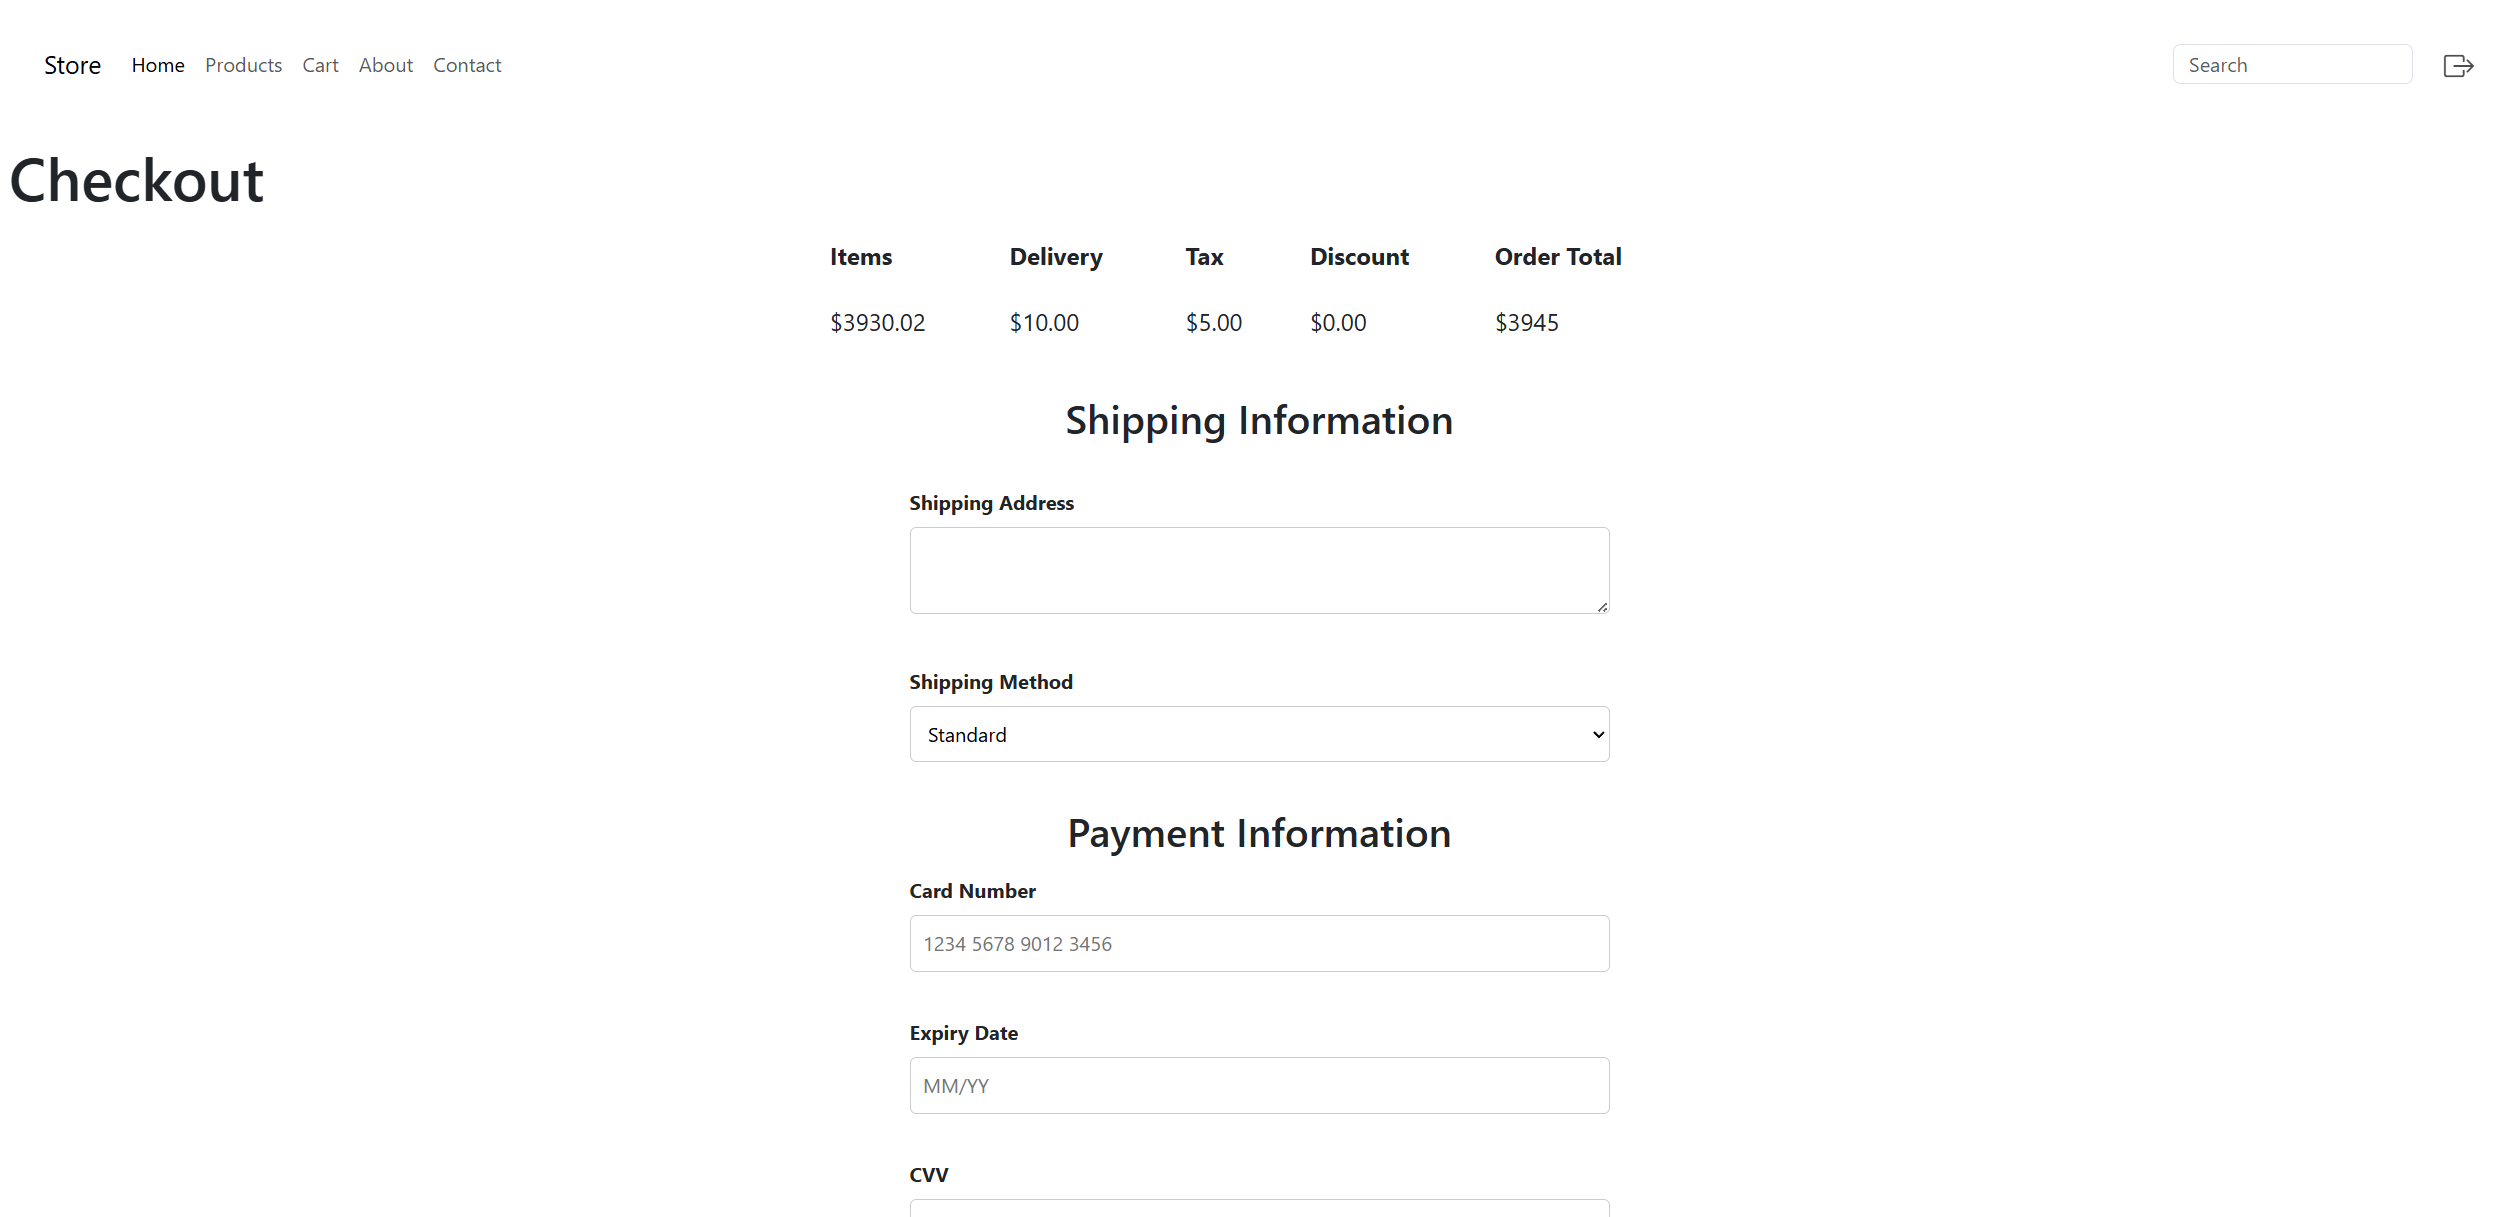 Store Home Products Cart About Contact Search
Checkout
Items Delivery Tax Discount Order Total
$3930.02 $10.00 $5.00 $0.00 $3945
Shipping Information
Shipping Address
Shipping Method
Standard
Payment Information
Card Number
1234 5678 9012 3456
Expiry Date
MM/YY
CVV